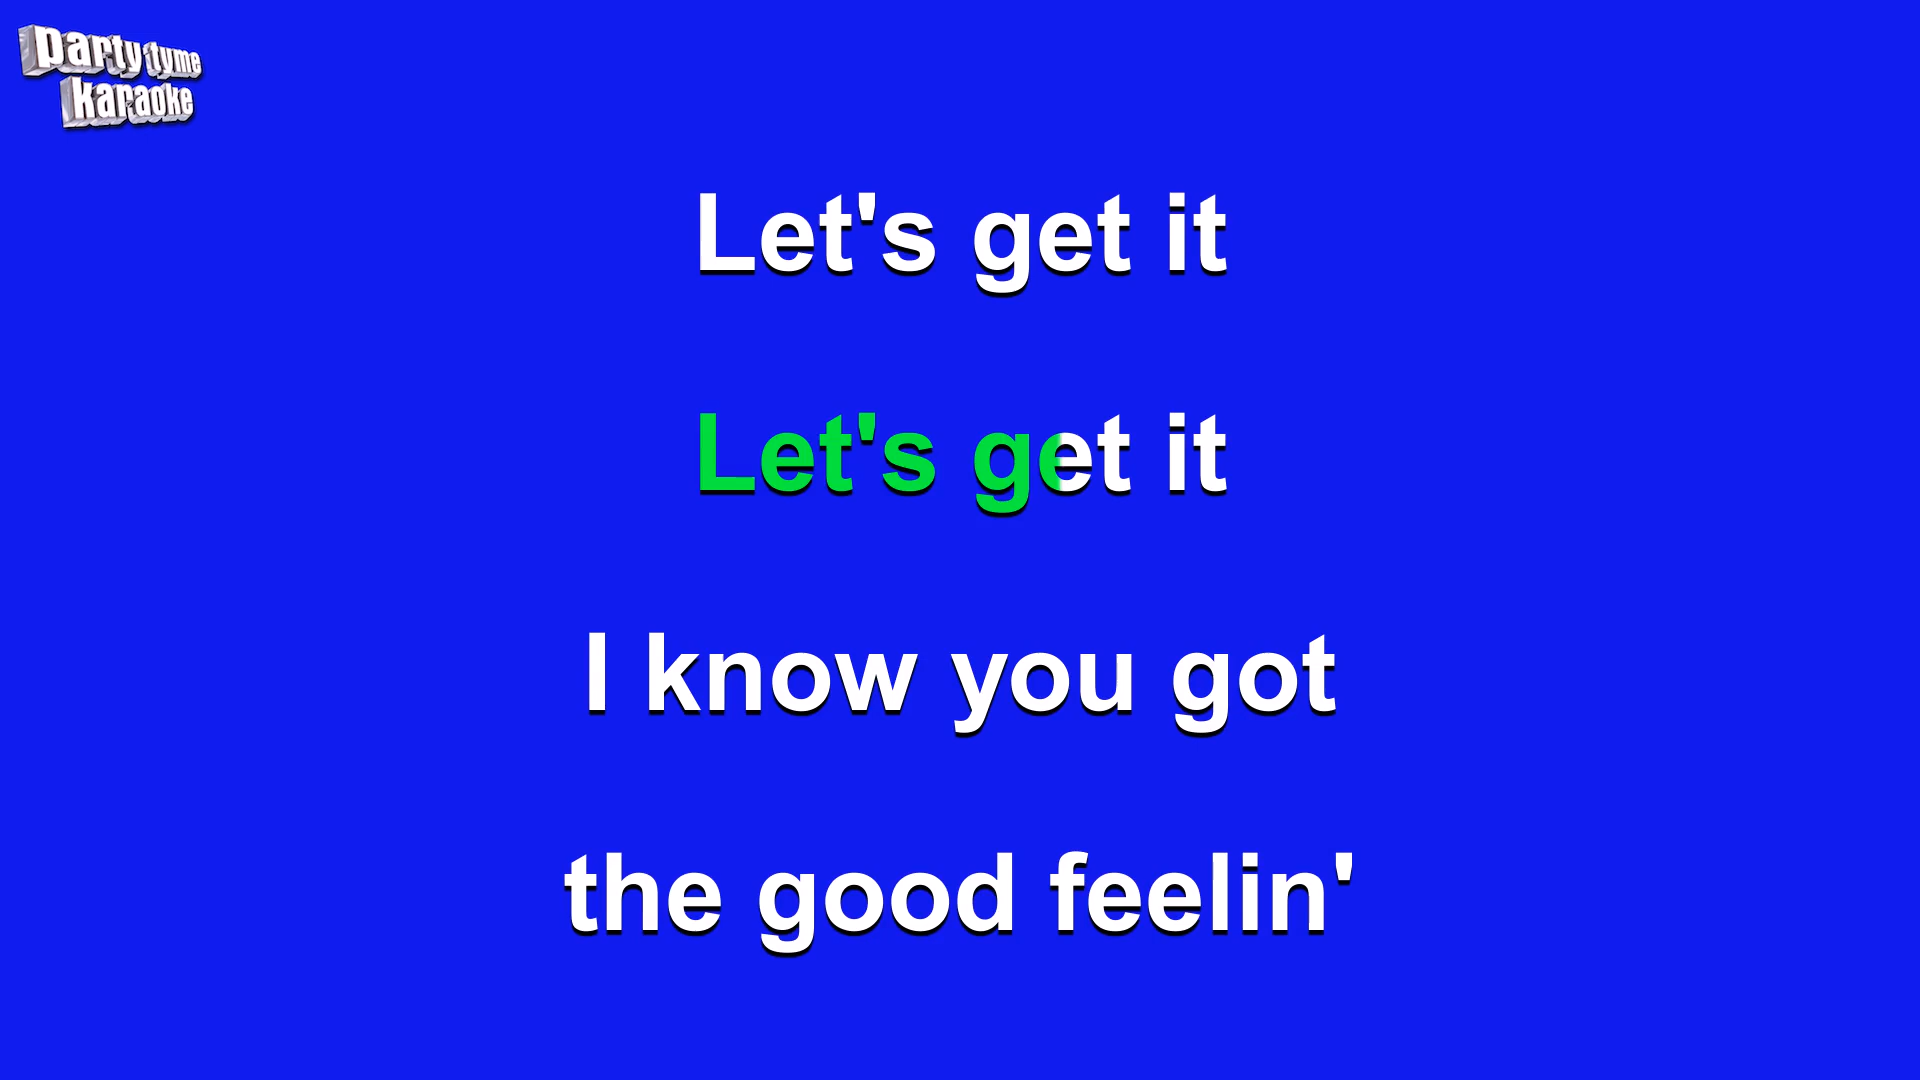 party tyme
karaoke
Let's get it
Let's get it
I know you got
the good feelin'